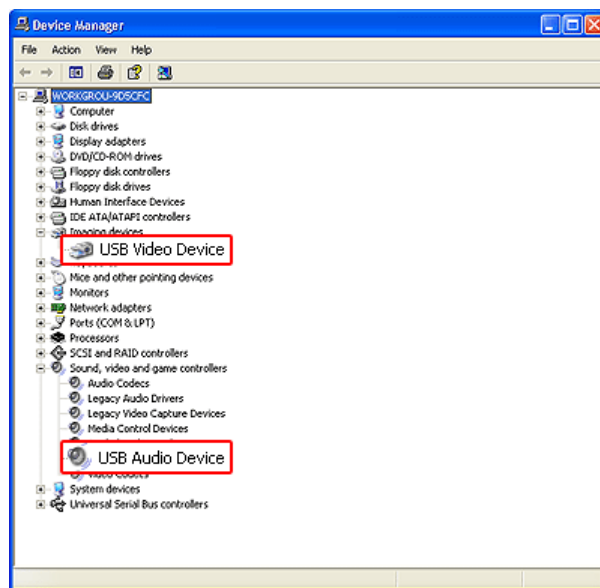 Device Manager
File Action View Help
WORKGROU-9D5CFC
Computer
Disk drives
Display adapters
DVD/CD-ROM drives
Floppy disk controllers
Floppy disk drives
Human Interface Devices
IDE ATA/ATAPI controllers
Imaging devices
USB Video Device
Mice and other pointing devices
Monitors
Network adapters
Ports (COM & LPT)
Processors
SCSI and RAID controllers
Sound, video and game controllers
Audio Codecs
Legacy Audio Drivers
Legacy Video Capture Devices
Media Control Devices
USB Audio Device
Video Codecs
System devices
Universal Serial Bus controllers